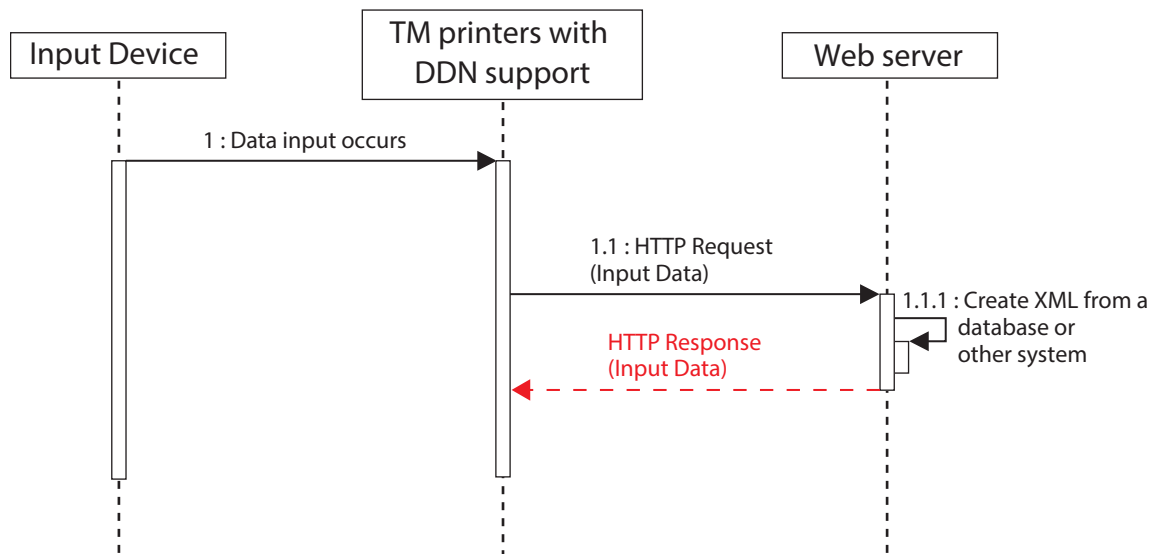 Input Device
TM printers with
DDN support
Web server
1 : Data input occurs
1.1 : HTTP Request
(Input Data)
1.1.1 : Create XML from a
database or
other system
HTTP Response
(Input Data)